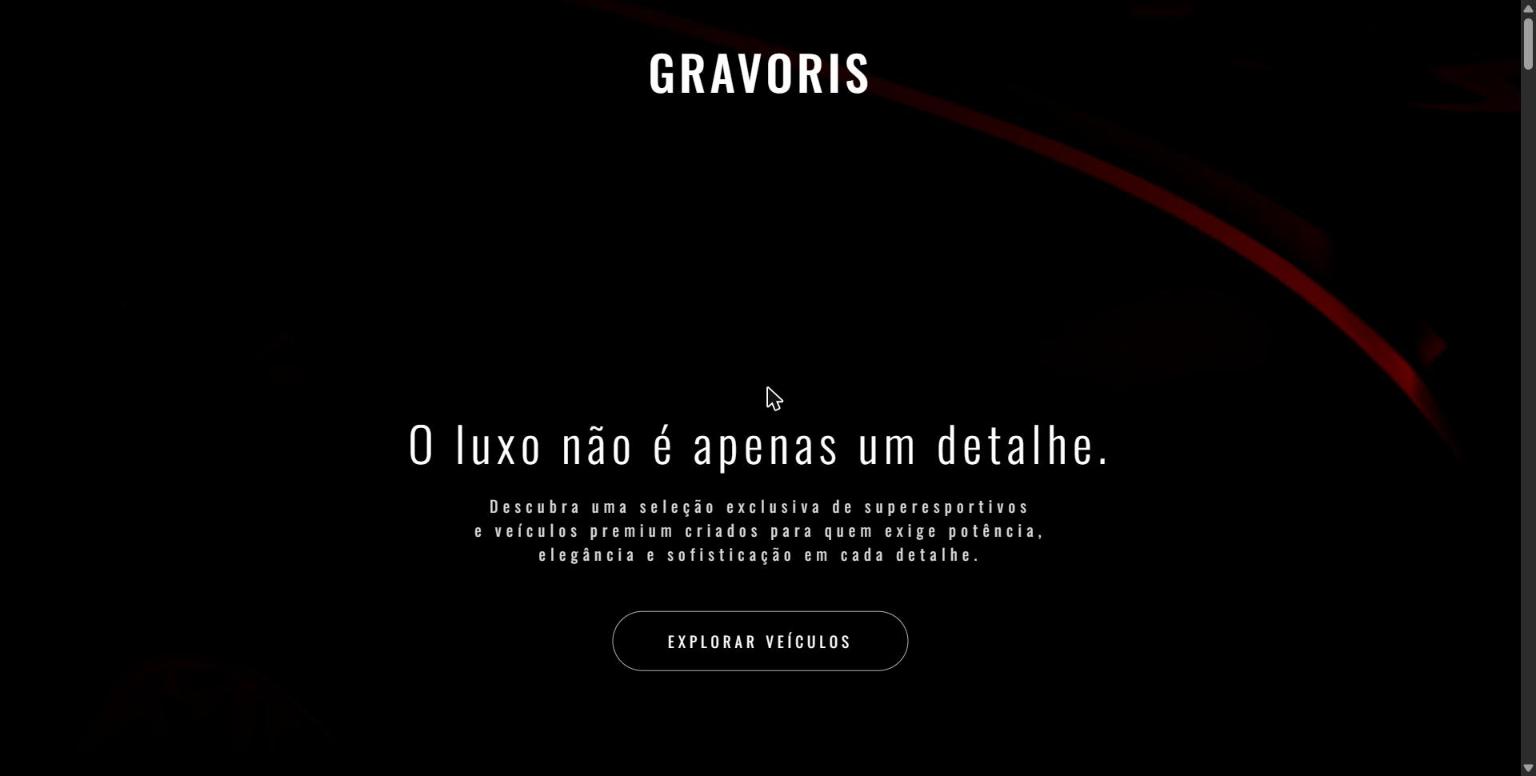 GRAVORIS
O luxo não é apenas um detalhe.
Descubra uma seleção exclusiva de superesportivos
e veículos premium criados para quem exige potência,
elegância e sofisticação em cada detalhe.
EXPLORAR VEÍCULOS